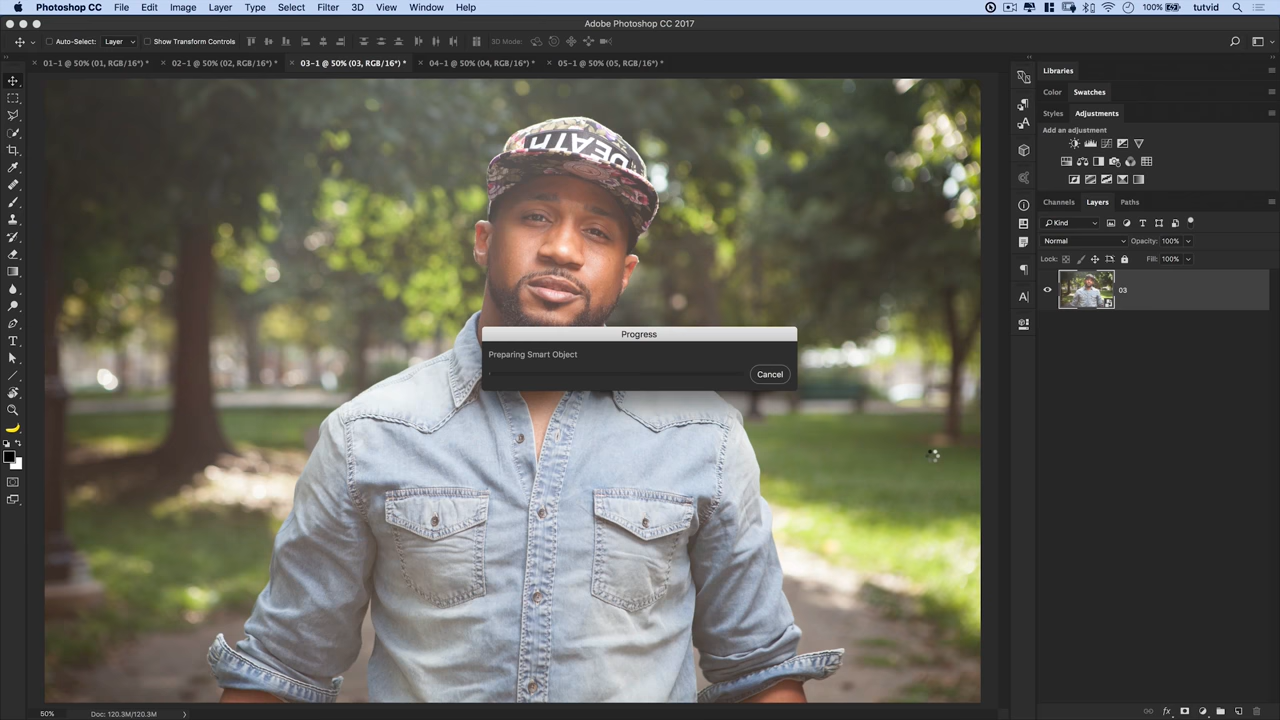 Photoshop CC File Edit Image Layer Type Select Filter 3D View Window Help 100% tutvid
Adobe Photoshop CC 2017
Auto-Select: Layer Show Transform Controls 3D Mode:
01-1 @ 50% (01, RGB/16*) * 02-1 @ 50% (02, RGB/16*) * 03-1 @ 50% (03, RGB/16*) * 04-1 @ 50% (04, RGB/16*) * 05-1 @ 50% (05, RGB/16*) *
Libraries
Color Swatches
Styles Adjustments
Add an adjustment
Channels Layers Paths
Kind
Normal Opacity: 100%
Lock: Fill: 100%
03
DEATH
Progress
Preparing Smart Object
Cancel
50% Doc: 120.3M/120.3M